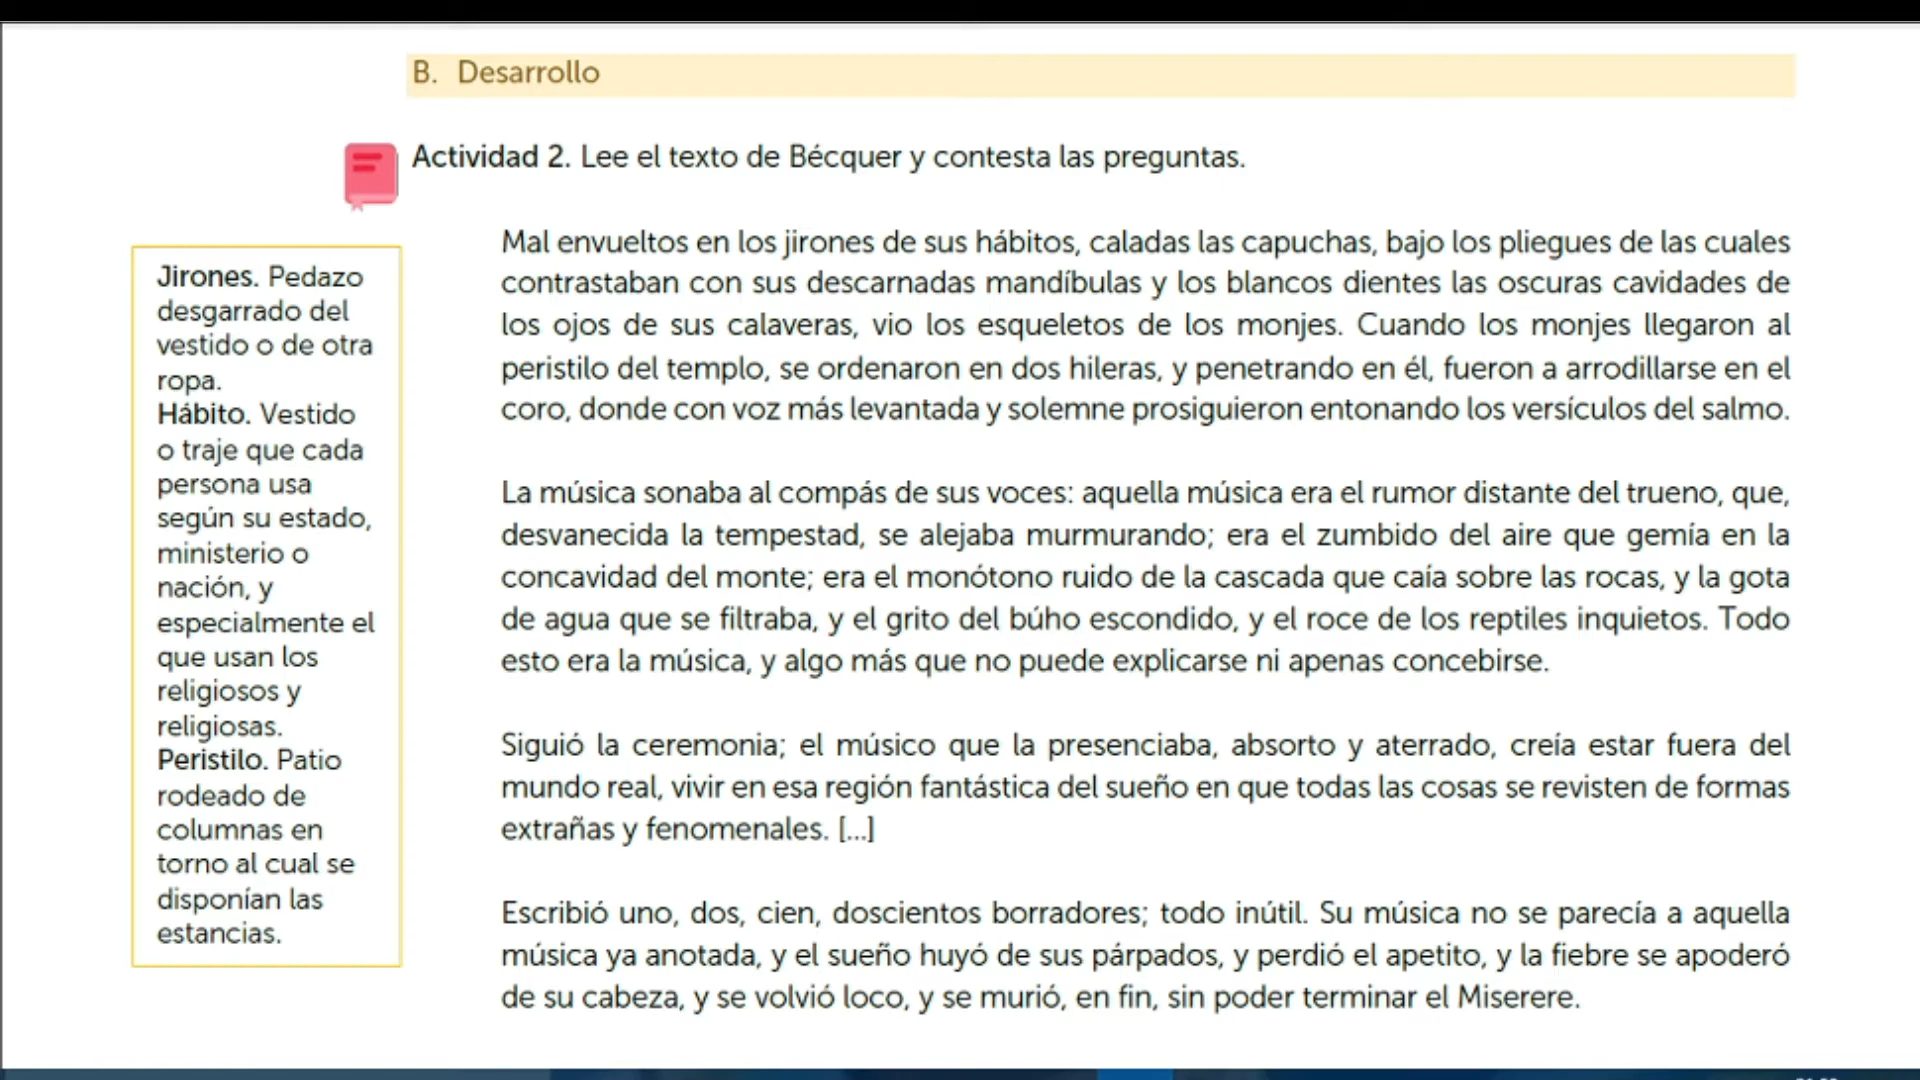 B. Desarrollo
Actividad 2. Lee el texto de Bécquer y contesta las preguntas.
Jirones. Pedazo
desgarrado del
vestido o de otra
ropa.
Hábito. Vestido
o traje que cada
persona usa
según su estado,
ministerio o
nación, y
especialmente el
que usan los
religiosos y
religiosas.
Peristilo. Patio
rodeado de
columnas en
torno al cual se
disponían las
estancias.
Mal envueltos en los jirones de sus hábitos, caladas las capuchas, bajo los pliegues de las cuales
contrastaban con sus descarnadas mandíbulas y los blancos dientes las oscuras cavidades de
los ojos de sus calaveras, vio los esqueletos de los monjes. Cuando los monjes llegaron al
peristilo del templo, se ordenaron en dos hileras, y penetrando en él, fueron a arrodillarse en el
coro, donde con voz más levantada y solemne prosiguieron entonando los versículos del salmo.
La música sonaba al compás de sus voces: aquella música era el rumor distante del trueno, que,
desvanecida la tempestad, se alejaba murmurando; era el zumbido del aire que gemía en la
concavidad del monte; era el monótono ruido de la cascada que caía sobre las rocas, y la gota
de agua que se filtraba, y el grito del búho escondido, y el roce de los reptiles inquietos. Todo
esto era la música, y algo más que no puede explicarse ni apenas concebirse.
Siguió la ceremonia; el músico que la presenciaba, absorto y aterrado, creía estar fuera del
mundo real, vivir en esa región fantástica del sueño en que todas las cosas se revisten de formas
extrañas y fenomenales. [...]
Escribió uno, dos, cien, doscientos borradores; todo inútil. Su música no se parecía a aquella
música ya anotada, y el sueño huyó de sus párpados, y perdió el apetito, y la fiebre se apoderó
de su cabeza, y se volvió loco, y se murió, en fin, sin poder terminar el Miserere.